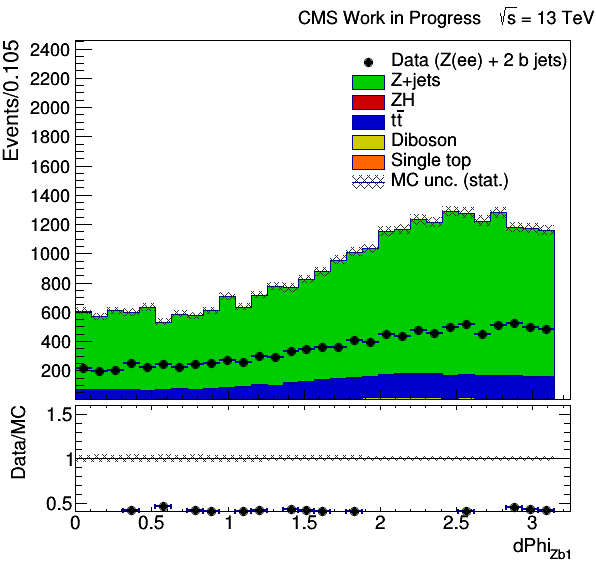 CMS Work in Progress √s = 13 TeV
Events/0.105
2400
2200
2000
1800
1600
1400
1200
1000
800
600
400
200
Data (Z(ee) + 2 b jets)
Z+jets
ZH
tt̄
Diboson
Single top
MC unc. (stat.)
Data/MC
1.5
1
0.5
0 0.5 1 1.5 2 2.5 3
dPhi_Zb1